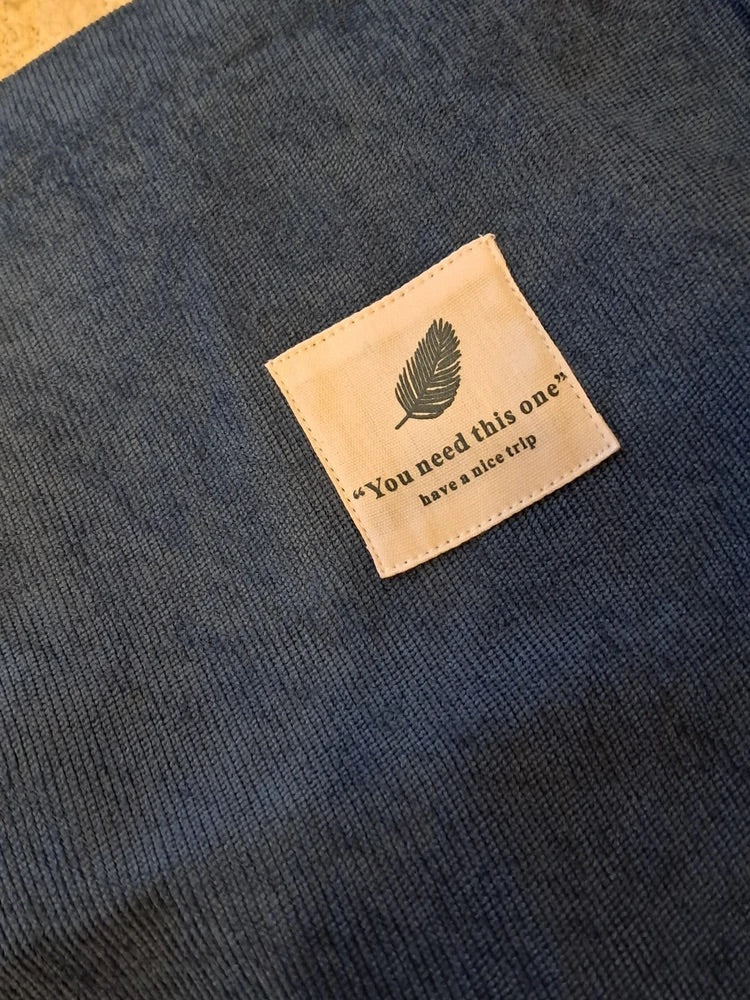 “You need this one”
have a nice trip